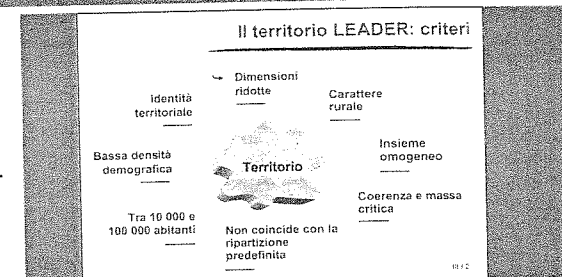 Il territorio LEADER: criteri
Dimensioni
ridotte
Carattere
rurale
Insieme
omogeneo
Coerenza e massa
critica
Non coincide con la
ripartizione
predefinita
Tra 10 000 e
100 000 abitanti
Bassa densità
demografica
identità
territoriale
Territorio